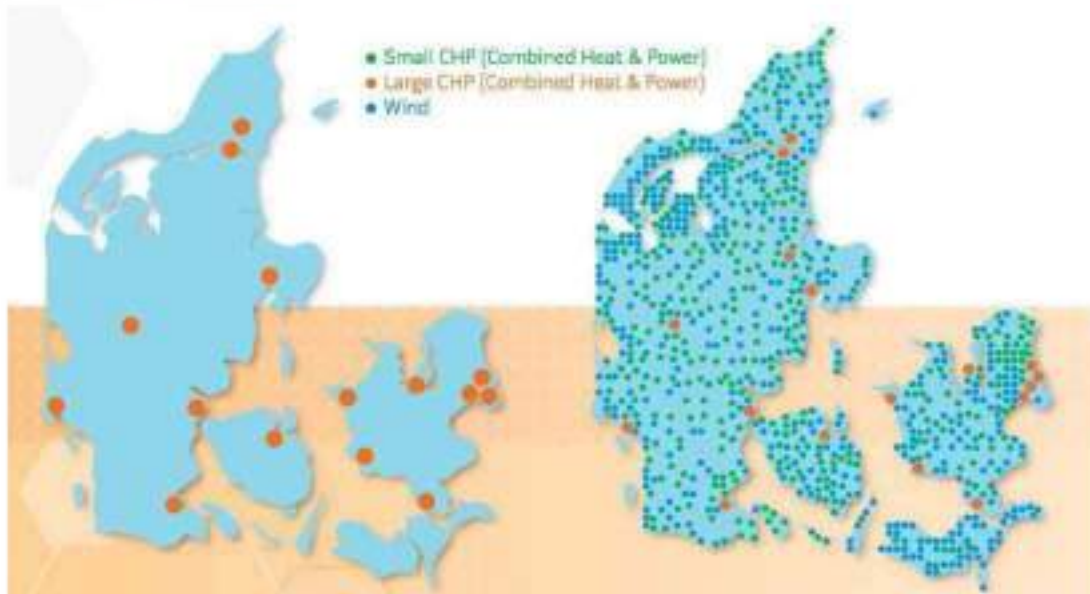 Small CHP (Combined Heat & Power)
Large CHP (Combined Heat & Power)
Wind